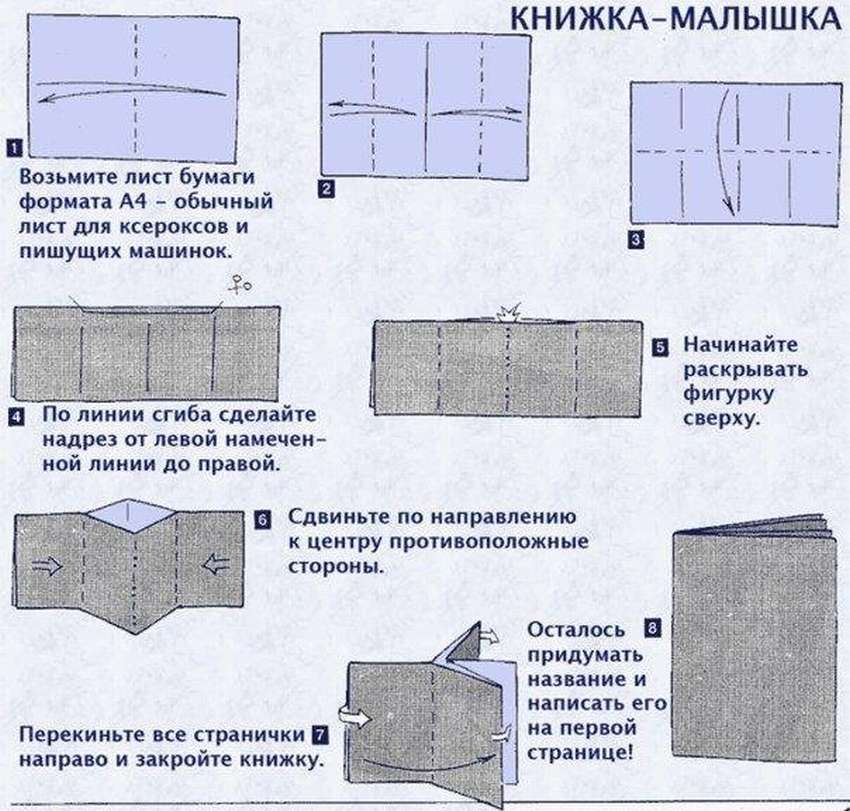 КНИЖКА-МАЛЫШКА
1
Возьмите лист бумаги
формата А4 - обычный
лист для ксероксов и
пишущих машинок.
2
3
4
По линии сгиба сделайте
надрез от левой намечен-
ной линии до правой.
5
Начинайте
раскрывать
фигурку
сверху.
6
Сдвиньте по направлению
к центру противоположные
стороны.
7
Перекиньте все странички
направо и закройте книжку.
8
Осталось
придумать
название и
написать его
на первой
странице!